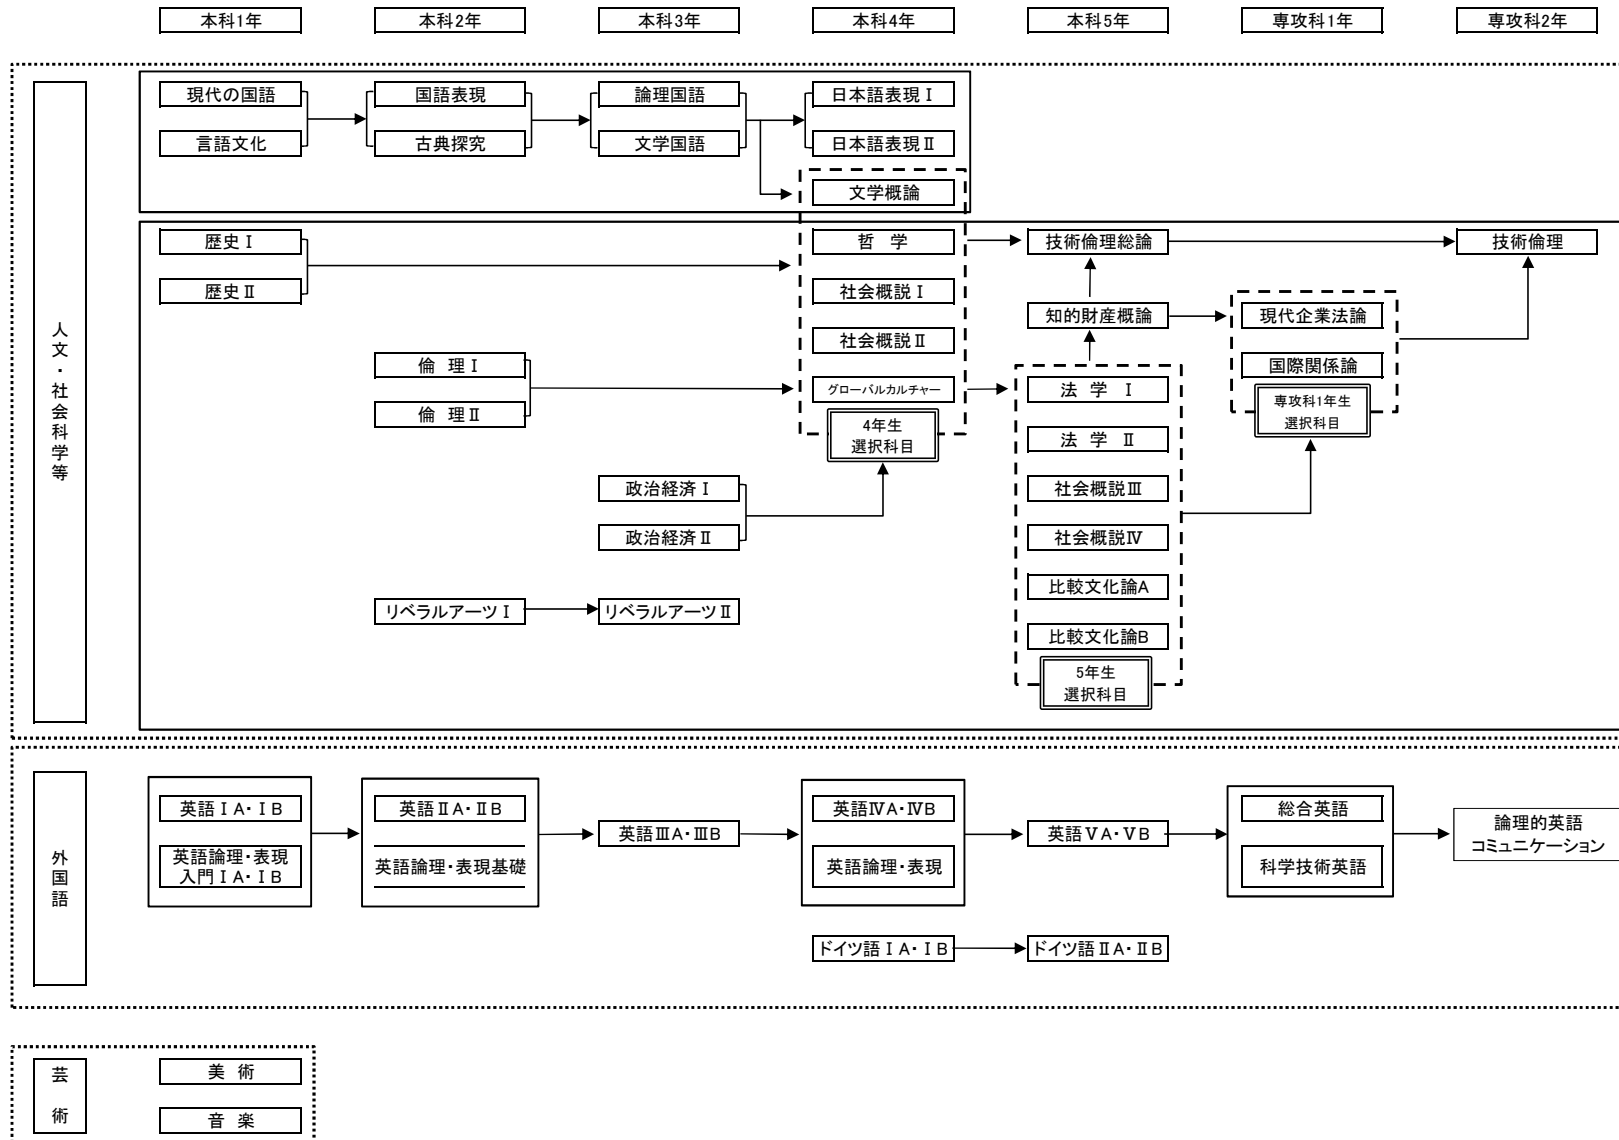 本科1年
本科2年
本科3年
本科4年
本科5年
専攻科1年
専攻科2年
人文・社会科学等
現代の国語
国語表現
論理国語
日本語表現Ⅰ
言語文化
古典探究
文学国語
日本語表現Ⅱ
文学概論
歴史Ⅰ
哲 学
技術倫理総論
技術倫理
歴史Ⅱ
社会概説Ⅰ
知的財産概論
現代企業法論
社会概説Ⅱ
倫 理Ⅰ
国際関係論
グローバルカルチャー
法 学 Ⅰ
専攻科1年生
選択科目
倫 理Ⅱ
4年生
選択科目
法 学 Ⅱ
政治経済Ⅰ
社会概説Ⅲ
政治経済Ⅱ
社会概説Ⅳ
比較文化論A
リベラルアーツⅠ
リベラルアーツⅡ
比較文化論B
5年生
選択科目
外国語
英語ⅠA・ⅠB
英語論理・表現
入門ⅠA・ⅠB
英語ⅡA・ⅡB
英語論理・表現基礎
英語ⅢA・ⅢB
英語ⅣA・ⅣB
英語論理・表現
英語ⅤA・ⅤB
総合英語
科学技術英語
論理的英語
コミュニケーション
ドイツ語ⅠA・ⅠB
ドイツ語ⅡA・ⅡB
芸術
美 術
音 楽